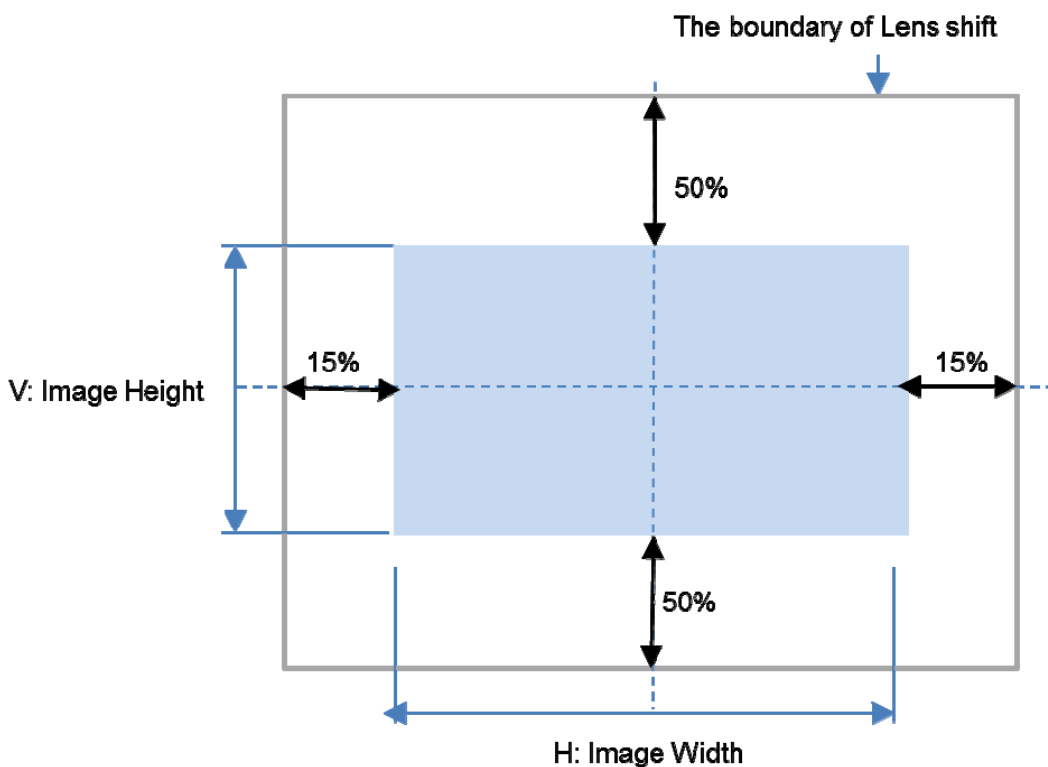 The boundary of Lens shift
50%
15%
15%
V: Image Height
50%
H: Image Width